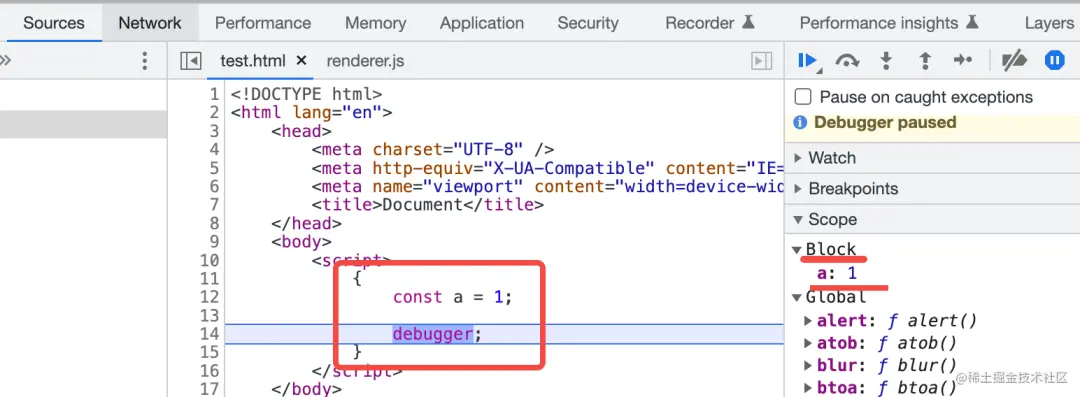 Sources Network Performance Memory Application Security Recorder Performance insights Layers
» test.html × renderer.js
1 <!DOCTYPE html>
2 <html lang="en">
3 <head>
4 <meta charset="UTF-8" />
5 <meta http-equiv="X-UA-Compatible" content="IE=
6 <meta name="viewport" content="width=device-wid
7 <title>Document</title>
8 </head>
9 <body>
10 <script>
11 {
12 const a = 1;
13
14 debugger;
15 }
16 </script>
17 </body>
Pause on caught exceptions
Debugger paused
Watch
Breakpoints
Scope
Block
a: 1
Global
alert: ƒ alert()
atob: ƒ atob()
blur: ƒ blur()
btoa: ƒ btoa()
@稀土掘金技术社区